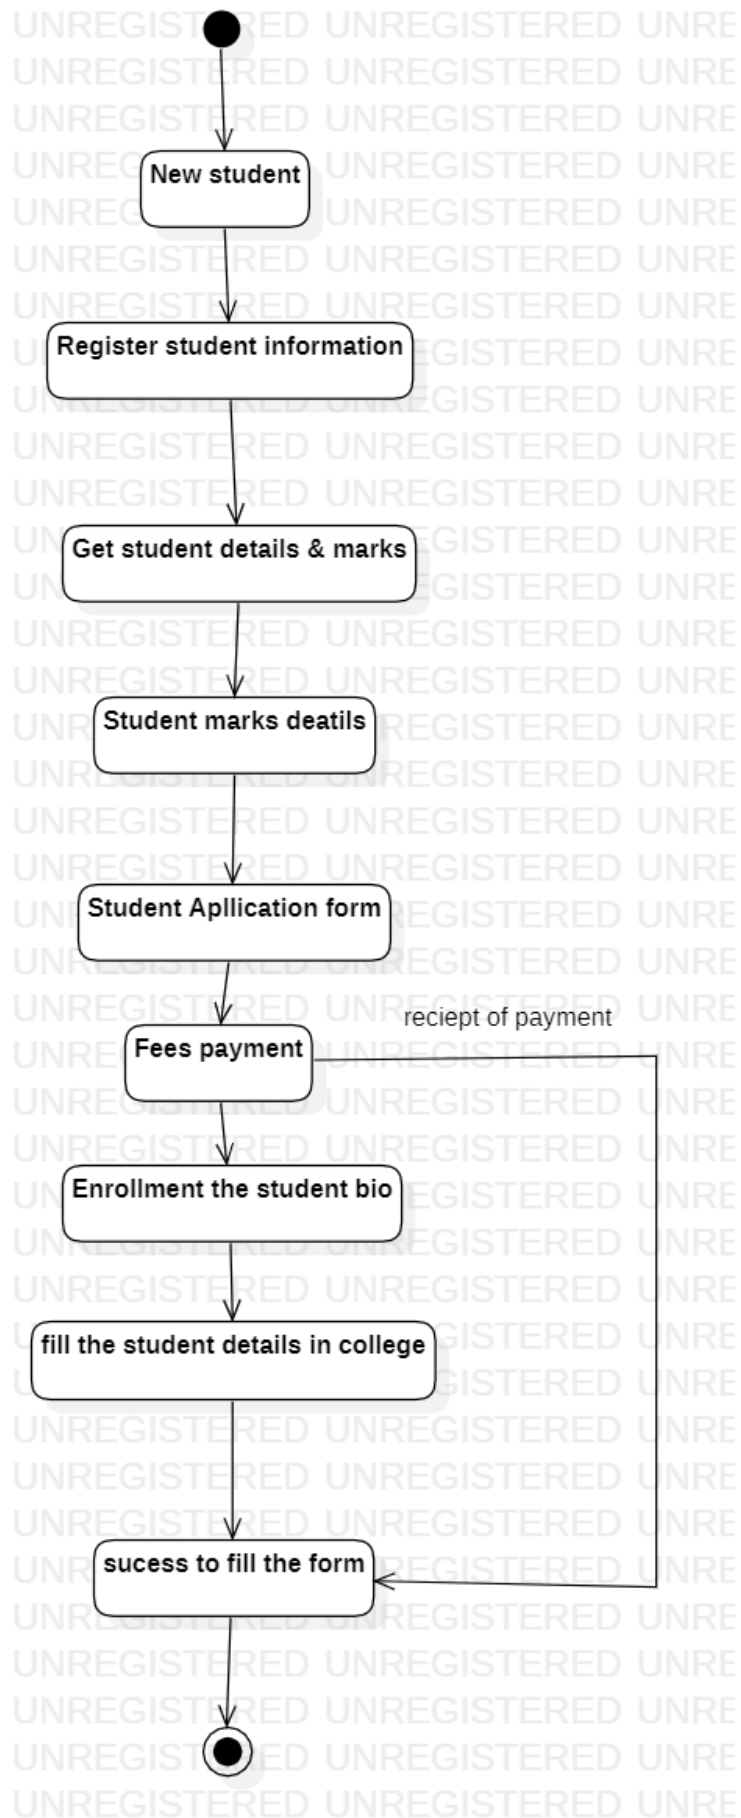 New student
Register student information
Get student details & marks
Student marks deatils
Student Apllication form
reciept of payment
Fees payment
Enrollment the student bio
fill the student details in college
sucess to fill the form
UNREGISTERED